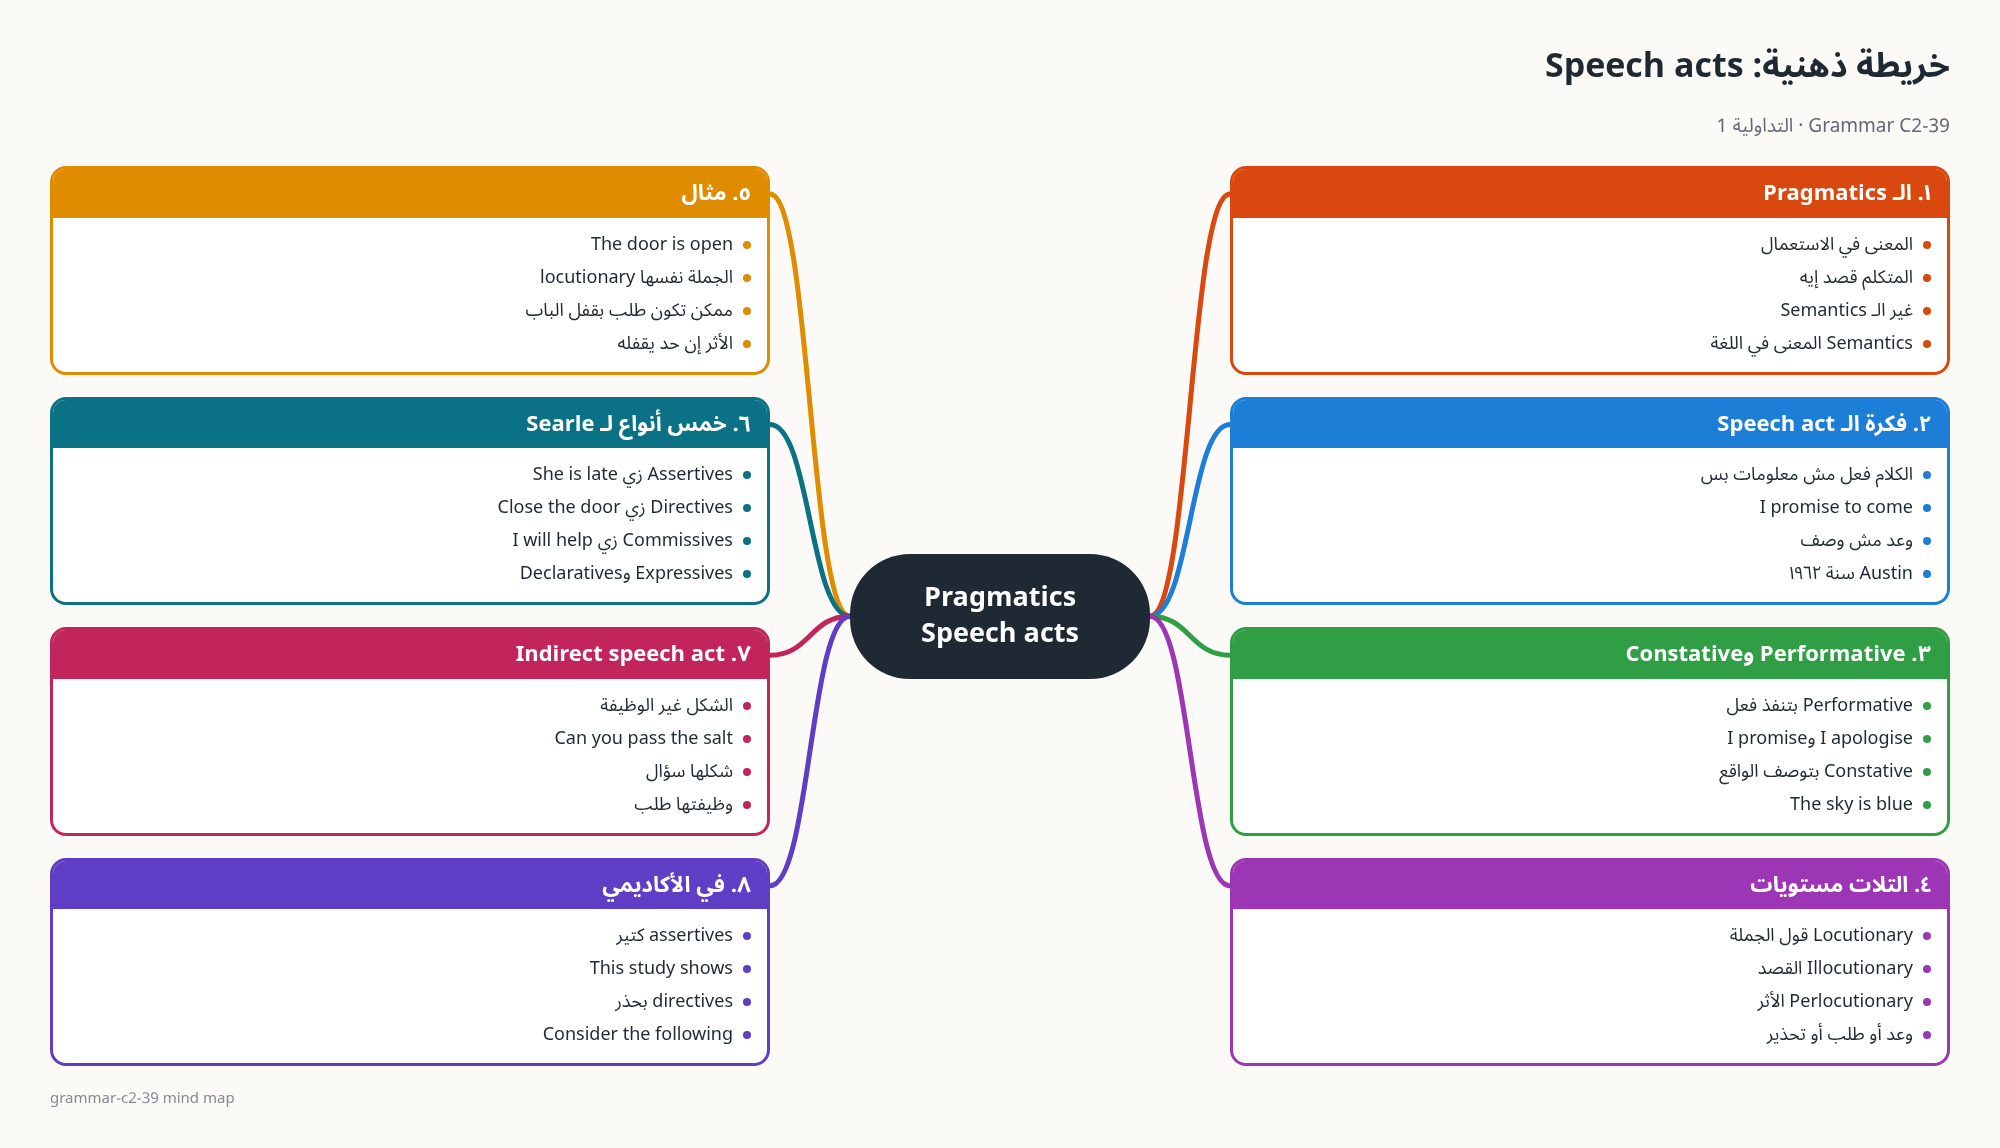 خريطة ذهنية: Speech acts
Grammar C2-39 · التداولية 1
١. الـ Pragmatics
المعنى في الاستعمال
المتكلم قصد إيه
غير الـ Semantics
Semantics المعنى في اللغة
٢. فكرة الـ Speech act
الكلام فعل مش معلومات بس
I promise to come
وعد مش وصف
Austin سنة ١٩٦٢
٣. Performative وConstative
Performative بتنفذ فعل
I apologise وI promise
Constative بتوصف الواقع
The sky is blue
٤. التلات مستويات
Locutionary قول الجملة
Illocutionary القصد
Perlocutionary الأثر
وعد أو طلب أو تحذير
Pragmatics
Speech acts
٥. مثال
The door is open
الجملة نفسها locutionary
ممكن تكون طلب بقفل الباب
الأثر إن حد يقفله
٦. خمس أنواع لـ Searle
Assertives زي She is late
Directives زي Close the door
Commissives زي I will help
Expressives وDeclaratives
٧. Indirect speech act
الشكل غير الوظيفة
Can you pass the salt
شكلها سؤال
وظيفتها طلب
٨. في الأكاديمي
assertives كتير
This study shows
directives بحذر
Consider the following
grammar-c2-39 mind map